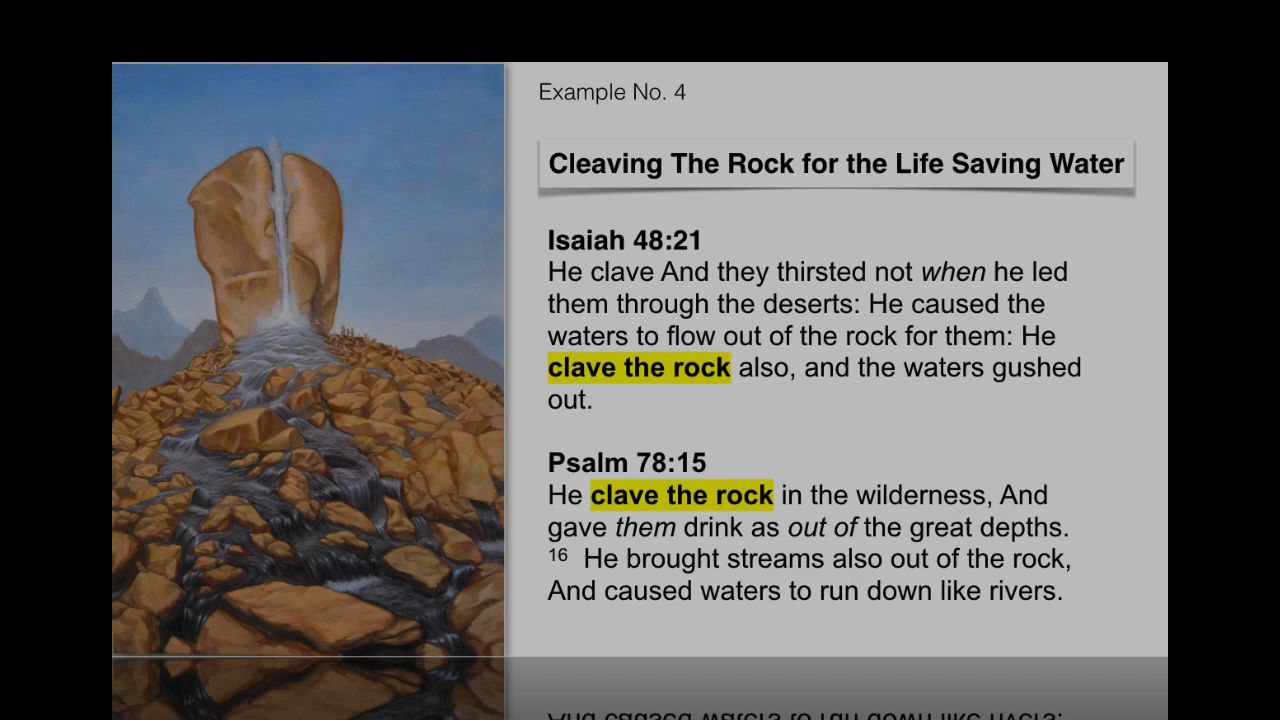 Example No. 4
Cleaving The Rock for the Life Saving Water
Isaiah 48:21
He clave And they thirsted not when he led
them through the deserts: He caused the
waters to flow out of the rock for them: He
clave the rock also, and the waters gushed
out.
Psalm 78:15
He clave the rock in the wilderness, And
gave them drink as out of the great depths.
16 He brought streams also out of the rock,
And caused waters to run down like rivers.